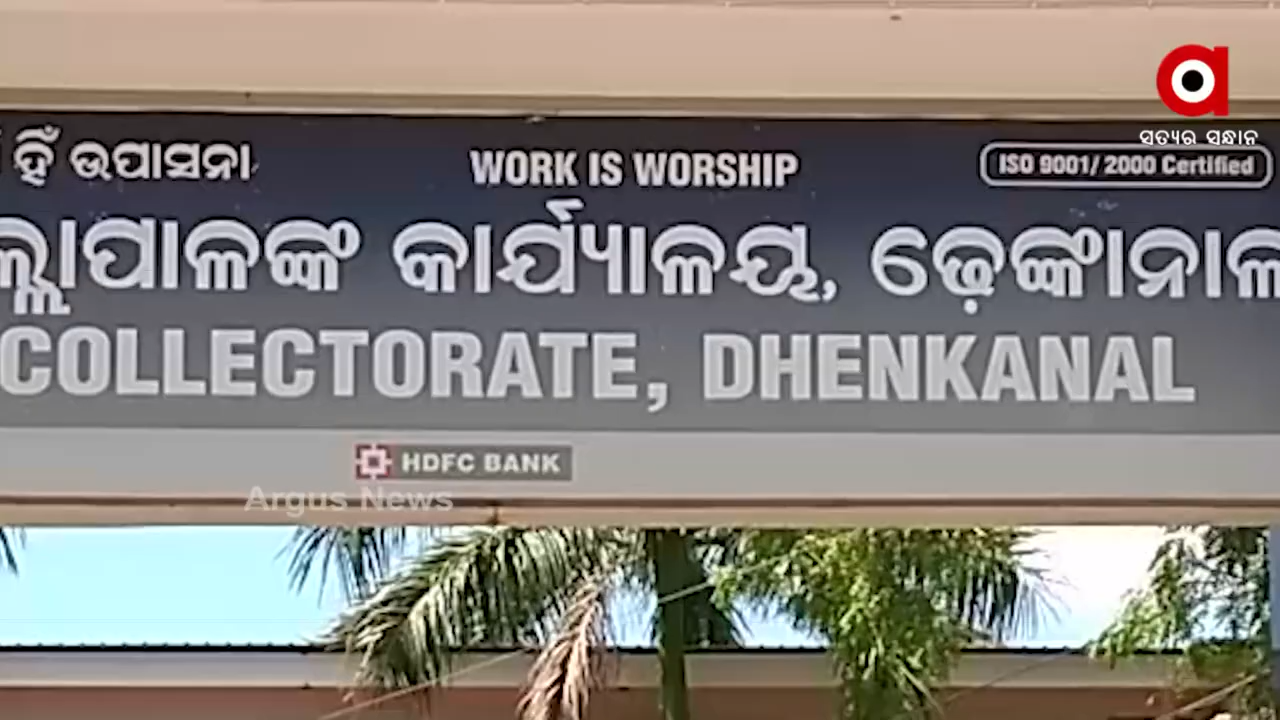 ସତ୍ୟର ସନ୍ଧାନ
ହିଁ ଉପାସନା
WORK IS WORSHIP
ISO 9001/ 2000 Certified
ଲ୍ଲାପାଳଙ୍କ କାର୍ଯ୍ୟାଳୟ, ଢ଼େଙ୍କାନାଳ
COLLECTORATE, DHENKANAL
HDFC BANK
Argus News